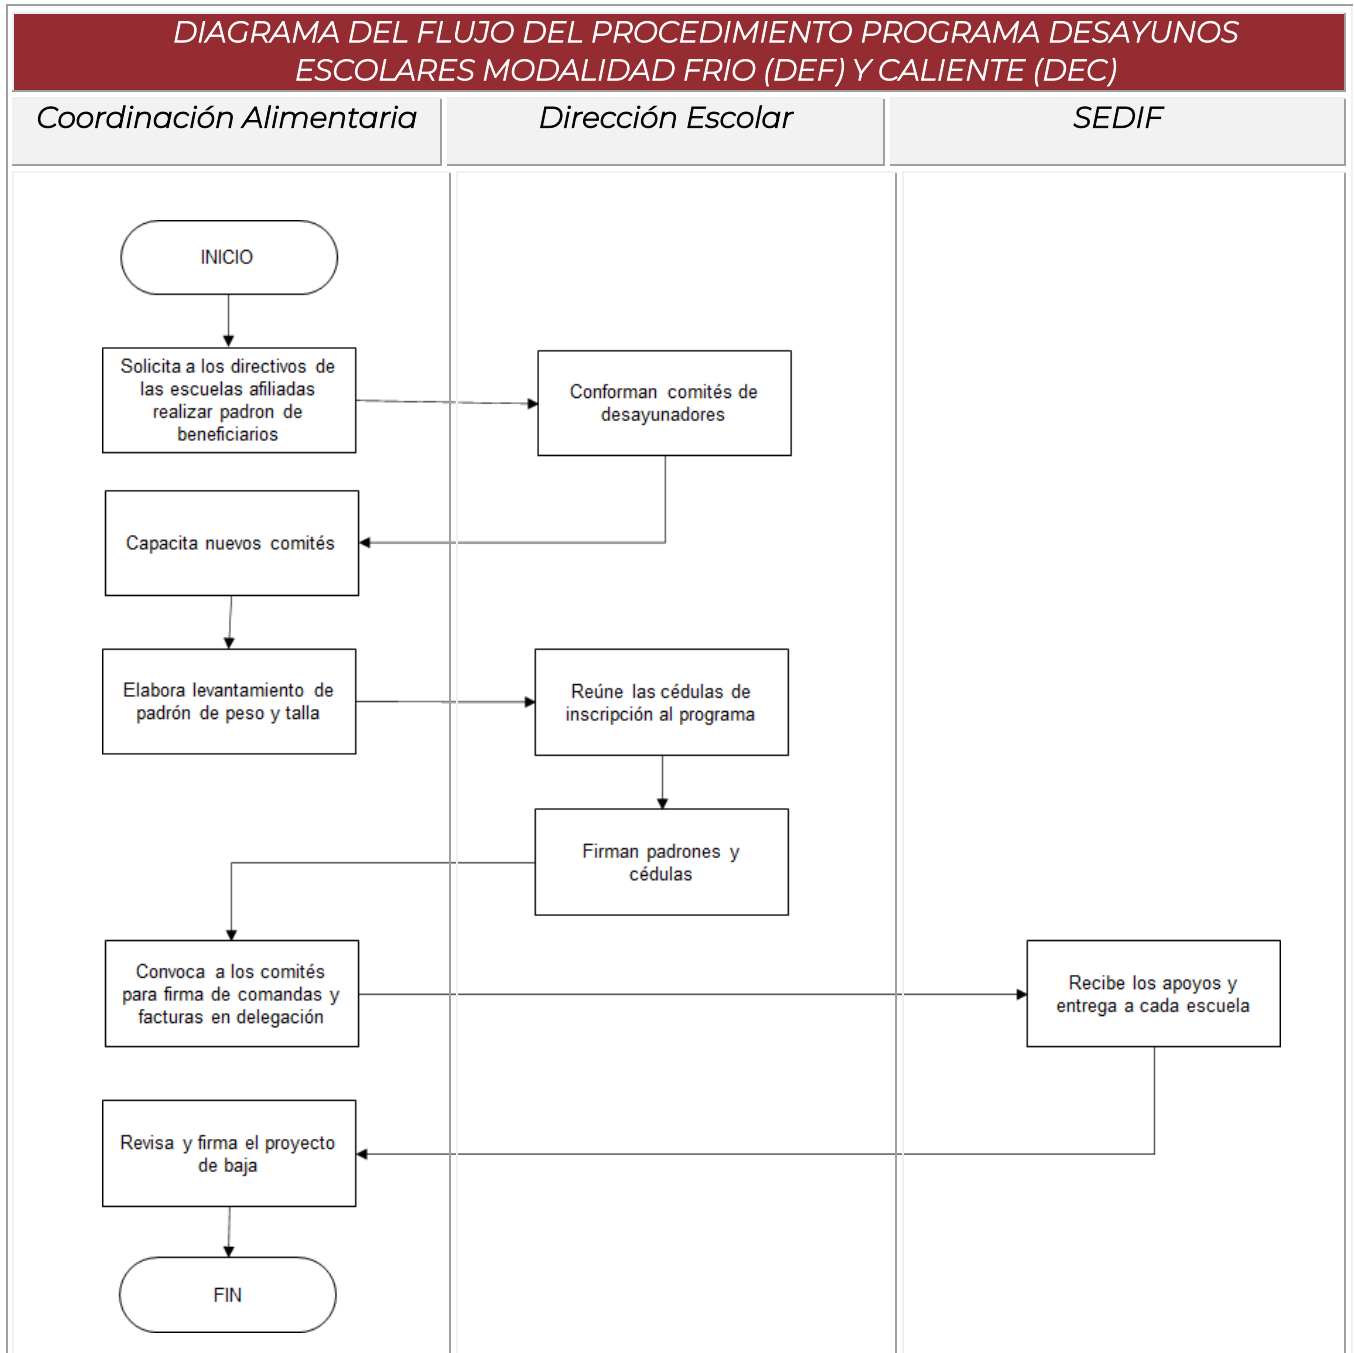 DIAGRAMA DEL FLUJO DEL PROCEDIMIENTO PROGRAMA DESAYUNOS
ESCOLARES MODALIDAD FRIO (DEF) Y CALIENTE (DEC)
Coordinación Alimentaria
Dirección Escolar
SEDIF
INICIO
Solicita a los directivos de
las escuelas afiliadas
realizar padron de
beneficiarios
Conforman comités de
desayunadores
Capacita nuevos comités
Elabora levantamiento de
padrón de peso y talla
Reúne las cédulas de
inscripción al programa
Firman padrones y
cédulas
Convoca a los comités
para firma de comandas y
facturas en delegación
Recibe los apoyos y
entrega a cada escuela
Revisa y firma el proyecto
de baja
FIN